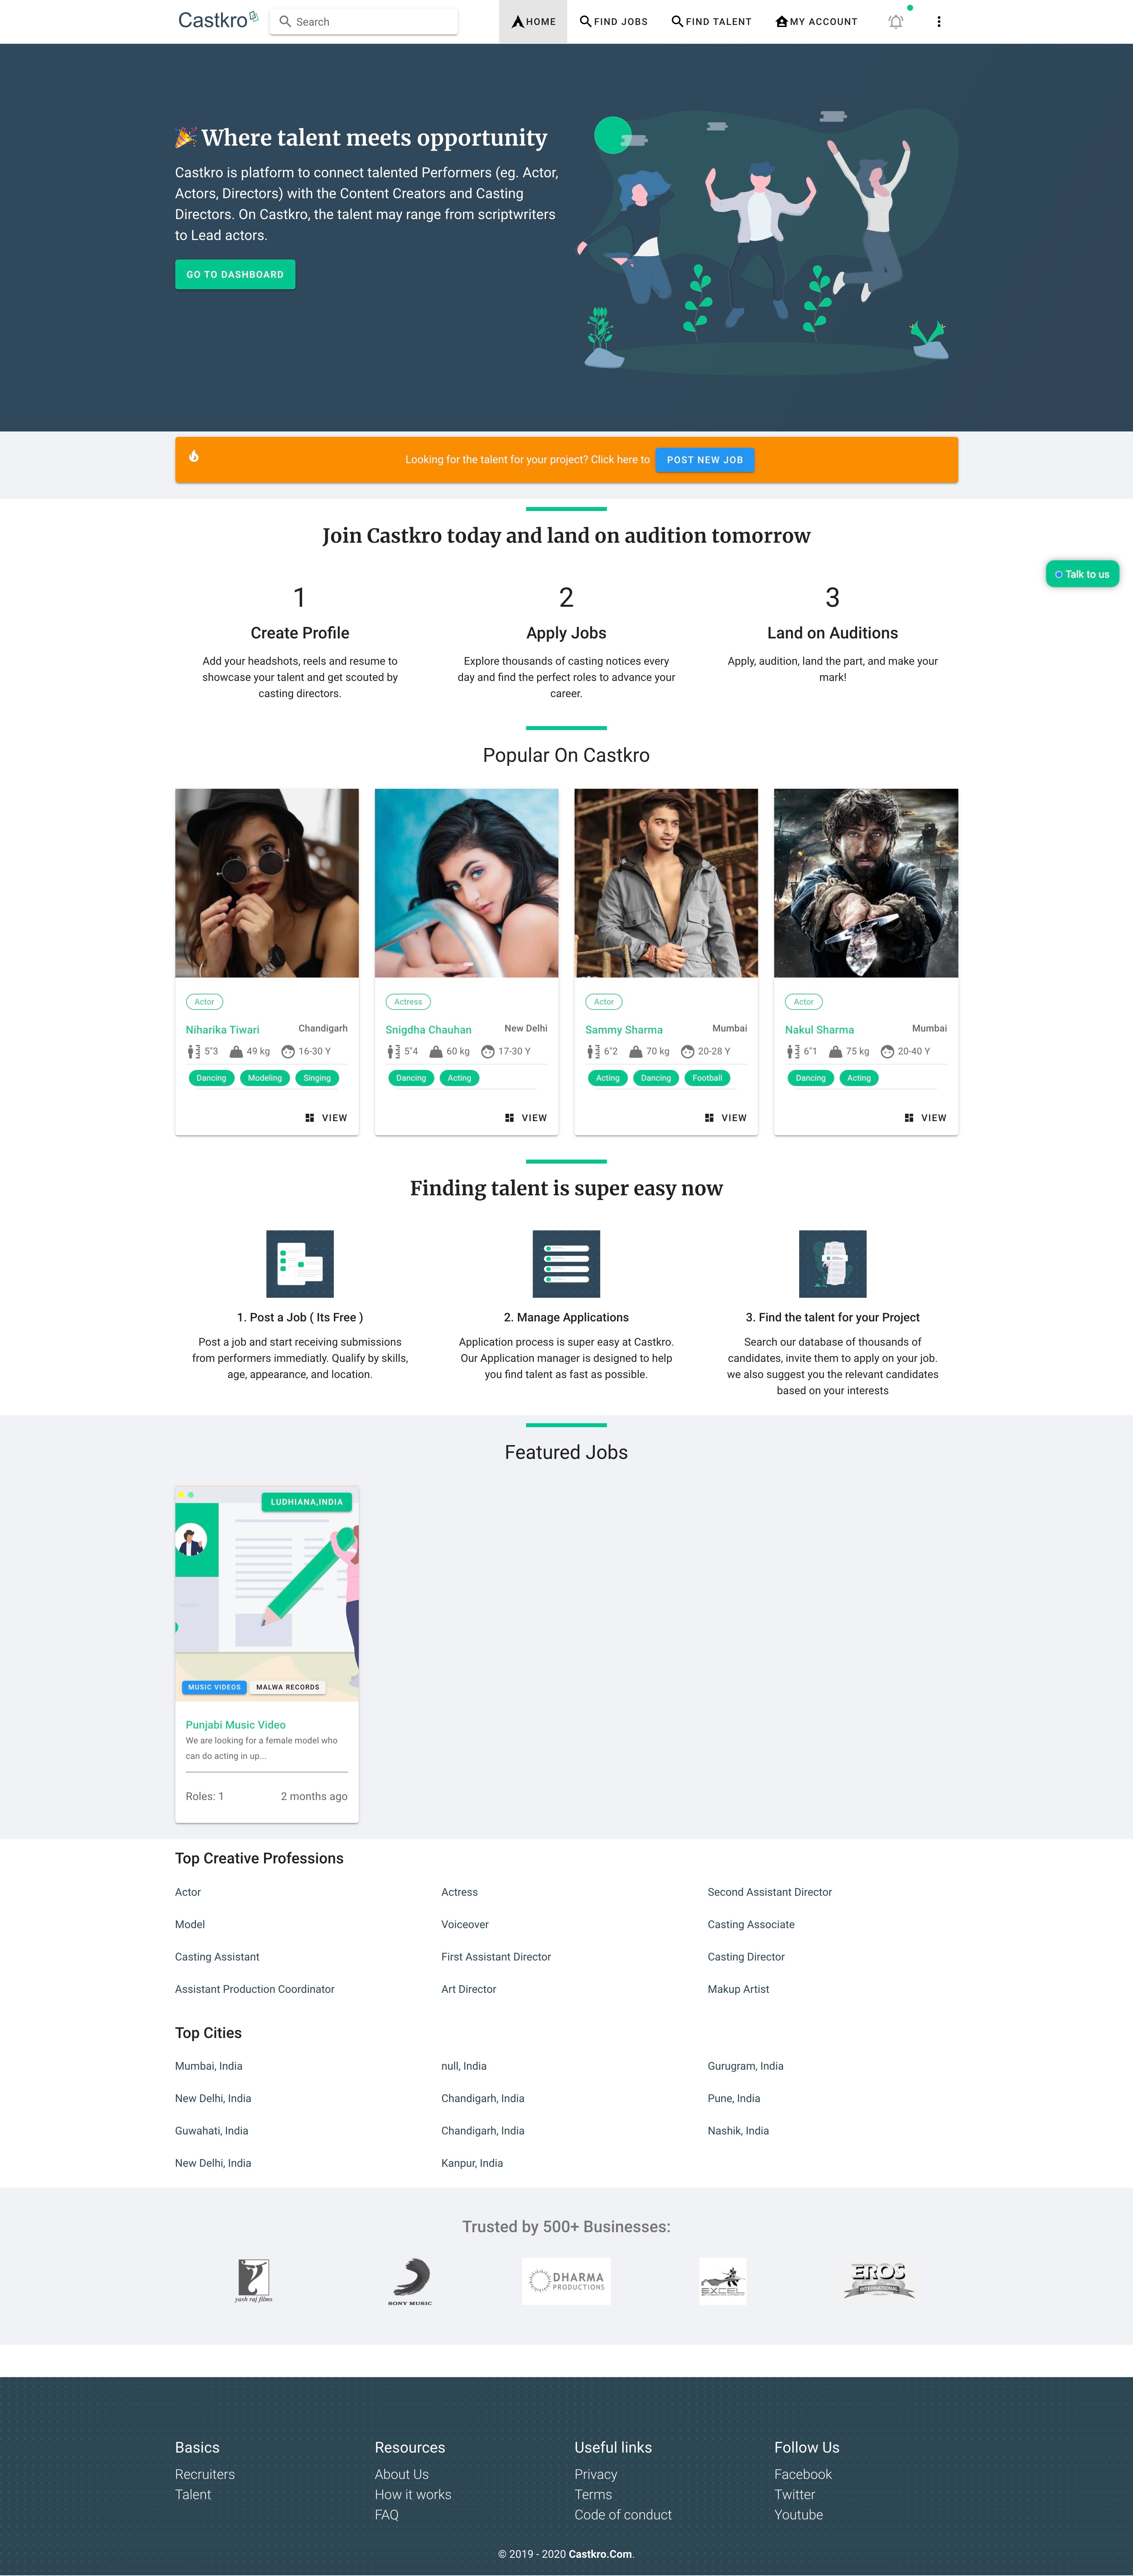 Castkro
Search
HOME
FIND JOBS
FIND TALENT
MY ACCOUNT
🎉 Where talent meets opportunity
Castkro is platform to connect talented Performers (eg. Actor,
Actors, Directors) with the Content Creators and Casting
Directors. On Castkro, the talent may range from scriptwriters
to Lead actors.
GO TO DASHBOARD
Looking for the talent for your project? Click here to POST NEW JOB
Join Castkro today and land on audition tomorrow
Talk to us
1
Create Profile
Add your headshots, reels and resume to
showcase your talent and get scouted by
casting directors.
2
Apply Jobs
Explore thousands of casting notices every
day and find the perfect roles to advance your
career.
3
Land on Auditions
Apply, audition, land the part, and make your
mark!
Popular On Castkro
Actor
Niharika Tiwari Chandigarh
5"3 49 kg 16-30 Y
Dancing Modeling Singing
VIEW
Actress
Snigdha Chauhan New Delhi
5"4 60 kg 17-30 Y
Dancing Acting
VIEW
Actor
Sammy Sharma Mumbai
6"2 70 kg 20-28 Y
Acting Dancing Football
VIEW
Actor
Nakul Sharma Mumbai
6"1 75 kg 20-40 Y
Dancing Acting
VIEW
Finding talent is super easy now
1. Post a Job ( Its Free )
Post a job and start receiving submissions
from performers immediatly. Qualify by skills,
age, appearance, and location.
2. Manage Applications
Application process is super easy at Castkro.
Our Application manager is designed to help
you find talent as fast as possible.
3. Find the talent for your Project
Search our database of thousands of
candidates, invite them to apply on your job.
we also suggest you the relevant candidates
based on your interests
Featured Jobs
LUDHIANA,INDIA
MUSIC VIDEOS MALWA RECORDS
Punjabi Music Video
We are looking for a female model who
can do acting in up...
Roles: 1 2 months ago
Top Creative Professions
Actor Actress Second Assistant Director
Model Voiceover Casting Associate
Casting Assistant First Assistant Director Casting Director
Assistant Production Coordinator Art Director Makup Artist
Top Cities
Mumbai, India null, India Gurugram, India
New Delhi, India Chandigarh, India Pune, India
Guwahati, India Chandigarh, India Nashik, India
New Delhi, India Kanpur, India
Trusted by 500+ Businesses:
yash raj films
SONY MUSIC
DHARMA
PRODUCTIONS
EXCEL
EROS
INTERNATIONAL
Basics
Recruiters
Talent
Resources
About Us
How it works
FAQ
Useful links
Privacy
Terms
Code of conduct
Follow Us
Facebook
Twitter
Youtube
© 2019 - 2020 Castkro.Com.